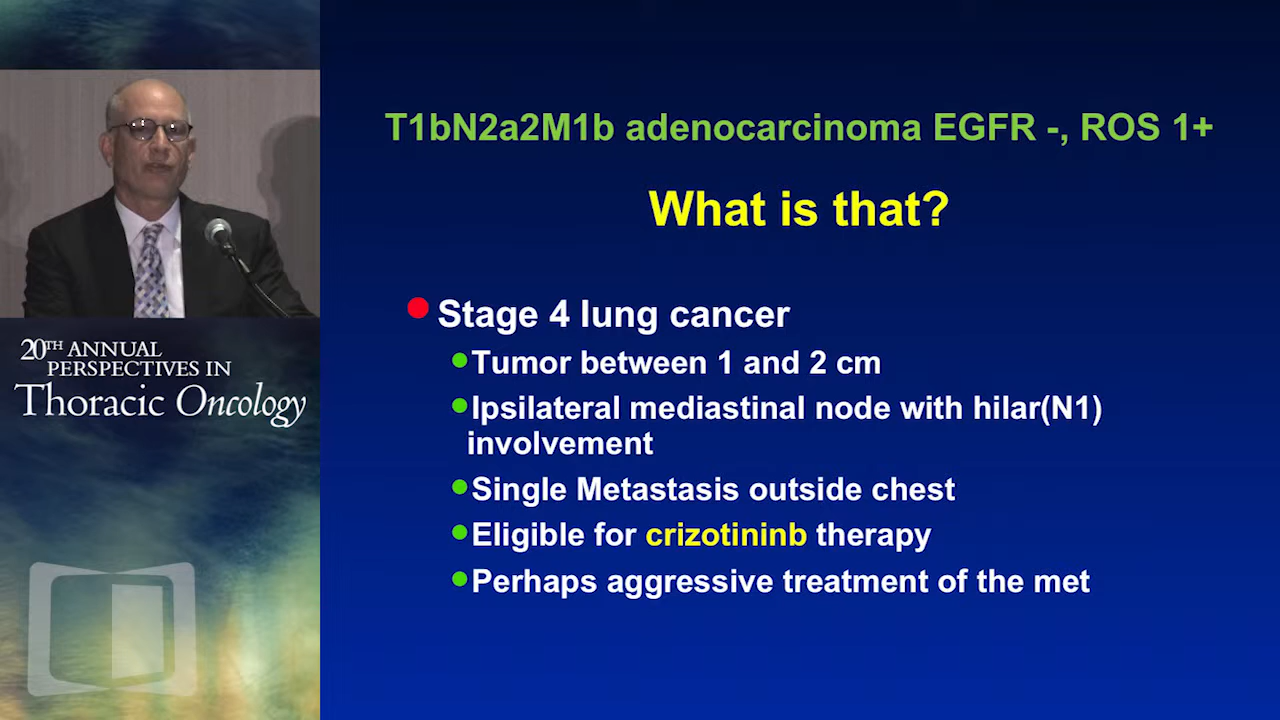 20TH ANNUAL
PERSPECTIVES IN
Thoracic Oncology
T1bN2a2M1b adenocarcinoma EGFR -, ROS 1+
What is that?
Stage 4 lung cancer
Tumor between 1 and 2 cm
Ipsilateral mediastinal node with hilar(N1)
involvement
Single Metastasis outside chest
Eligible for crizotininb therapy
Perhaps aggressive treatment of the met